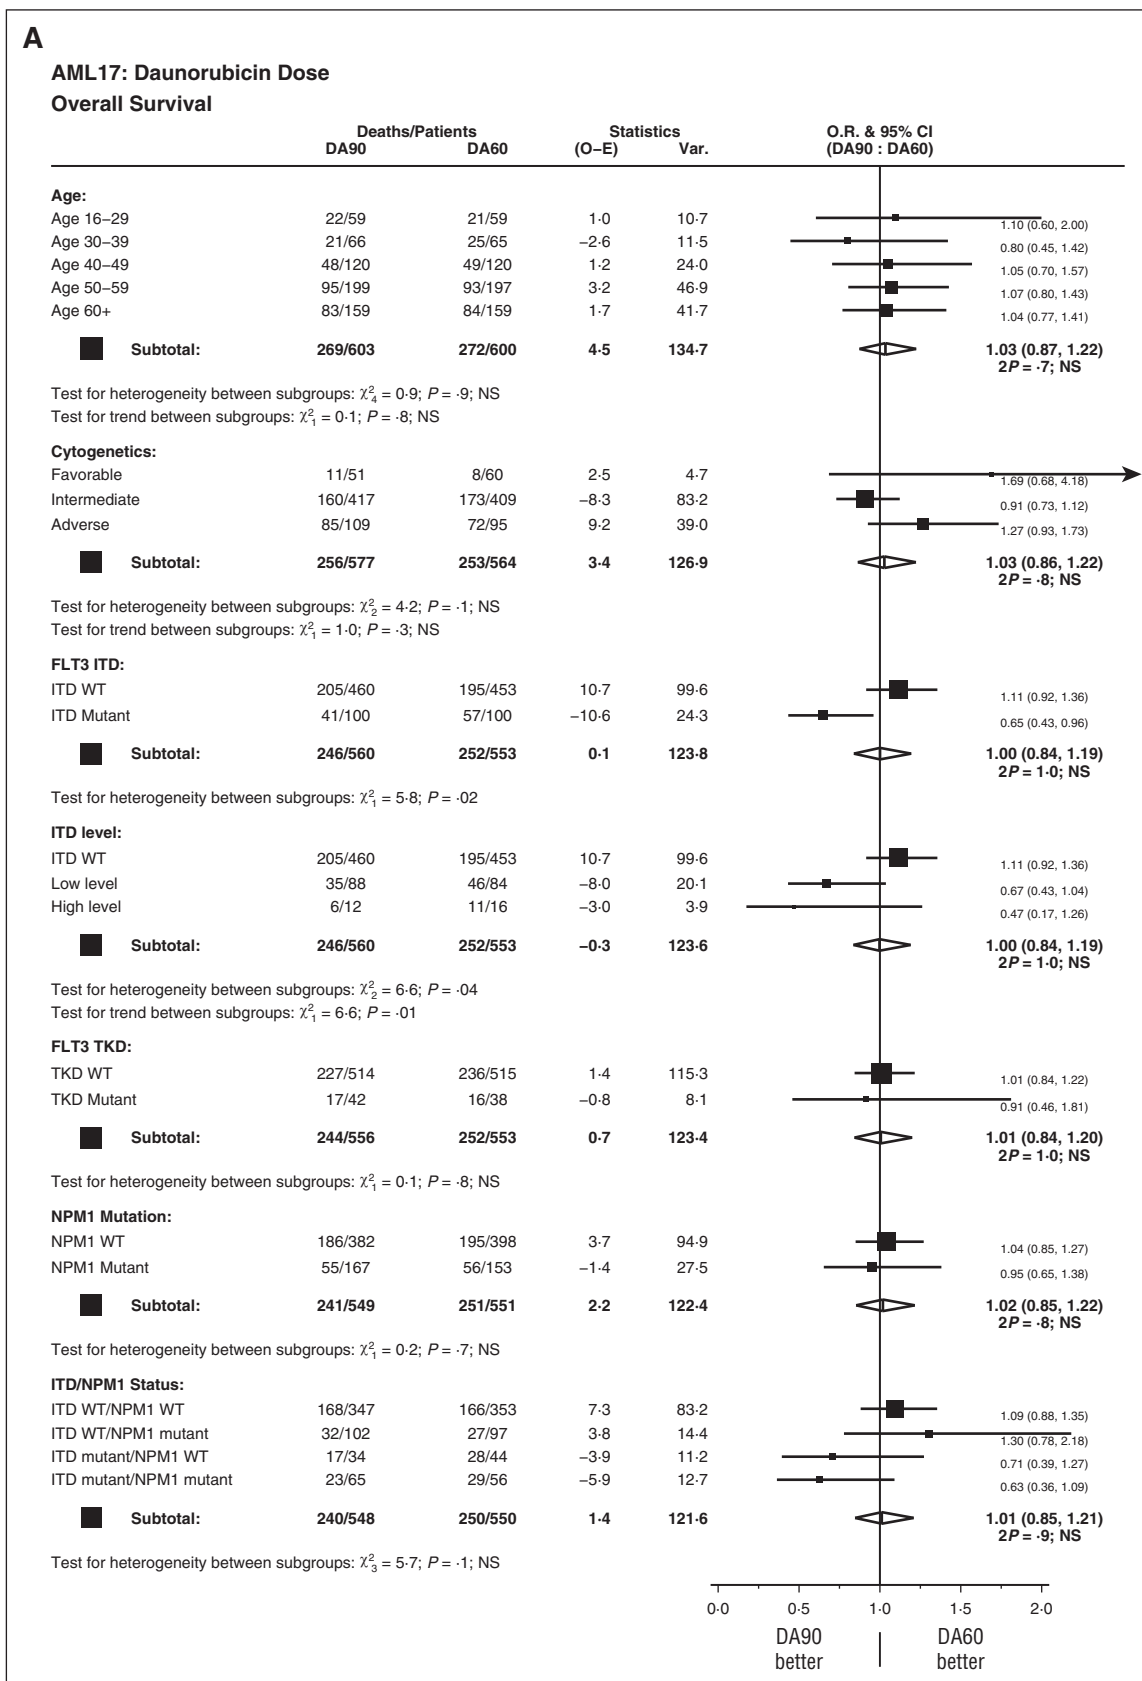 A
AML17: Daunorubicin Dose
Overall Survival
Deaths/Patients Statistics O.R. & 95% CI
DA90 DA60 (O–E) Var. (DA90 : DA60)
Age:
Age 16–29 22/59 21/59 1·0 10·7 1.10 (0.60, 2.00)
Age 30–39 21/66 25/65 –2·6 11·5 0.80 (0.45, 1.42)
Age 40–49 48/120 49/120 1·2 24·0 1.05 (0.70, 1.57)
Age 50–59 95/199 93/197 3·2 46·9 1.07 (0.80, 1.43)
Age 60+ 83/159 84/159 1·7 41·7 1.04 (0.77, 1.41)
Subtotal: 269/603 272/600 4·5 134·7 1.03 (0.87, 1.22)
2P = ·7; NS
Test for heterogeneity between subgroups: χ²₄ = 0·9; P = ·9; NS
Test for trend between subgroups: χ²₁ = 0·1; P = ·8; NS
Cytogenetics:
Favorable 11/51 8/60 2·5 4·7 1.69 (0.68, 4.18)
Intermediate 160/417 173/409 –8·3 83·2 0.91 (0.73, 1.12)
Adverse 85/109 72/95 9·2 39·0 1.27 (0.93, 1.73)
Subtotal: 256/577 253/564 3·4 126·9 1.03 (0.86, 1.22)
2P = ·8; NS
Test for heterogeneity between subgroups: χ²₂ = 4·2; P = ·1; NS
Test for trend between subgroups: χ²₁ = 1·0; P = ·3; NS
FLT3 ITD:
ITD WT 205/460 195/453 10·7 99·6 1.11 (0.92, 1.36)
ITD Mutant 41/100 57/100 –10·6 24·3 0.65 (0.43, 0.96)
Subtotal: 246/560 252/553 0·1 123·8 1.00 (0.84, 1.19)
2P = 1·0; NS
Test for heterogeneity between subgroups: χ²₁ = 5·8; P = ·02
ITD level:
ITD WT 205/460 195/453 10·7 99·6 1.11 (0.92, 1.36)
Low level 35/88 46/84 –8·0 20·1 0.67 (0.43, 1.04)
High level 6/12 11/16 –3·0 3·9 0.47 (0.17, 1.26)
Subtotal: 246/560 252/553 –0·3 123·6 1.00 (0.84, 1.19)
2P = 1·0; NS
Test for heterogeneity between subgroups: χ²₂ = 6·6; P = ·04
Test for trend between subgroups: χ²₁ = 6·6; P = ·01
FLT3 TKD:
TKD WT 227/514 236/515 1·4 115·3 1.01 (0.84, 1.22)
TKD Mutant 17/42 16/38 –0·8 8·1 0.91 (0.46, 1.81)
Subtotal: 244/556 252/553 0·7 123·4 1.01 (0.84, 1.20)
2P = 1·0; NS
Test for heterogeneity between subgroups: χ²₁ = 0·1; P = ·8; NS
NPM1 Mutation:
NPM1 WT 186/382 195/398 3·7 94·9 1.04 (0.85, 1.27)
NPM1 Mutant 55/167 56/153 –1·4 27·5 0.95 (0.65, 1.38)
Subtotal: 241/549 251/551 2·2 122·4 1.02 (0.85, 1.22)
2P = ·8; NS
Test for heterogeneity between subgroups: χ²₁ = 0·2; P = ·7; NS
ITD/NPM1 Status:
ITD WT/NPM1 WT 168/347 166/353 7·3 83·2 1.09 (0.88, 1.35)
ITD WT/NPM1 mutant 32/102 27/97 3·8 14·4 1.30 (0.78, 2.18)
ITD mutant/NPM1 WT 17/34 28/44 –3·9 11·2 0.71 (0.39, 1.27)
ITD mutant/NPM1 mutant 23/65 29/56 –5·9 12·7 0.63 (0.36, 1.09)
Subtotal: 240/548 250/550 1·4 121·6 1.01 (0.85, 1.21)
2P = ·9; NS
Test for heterogeneity between subgroups: χ²₃ = 5·7; P = ·1; NS
0·0 0·5 1·0 1·5 2·0
DA90 DA60
better better